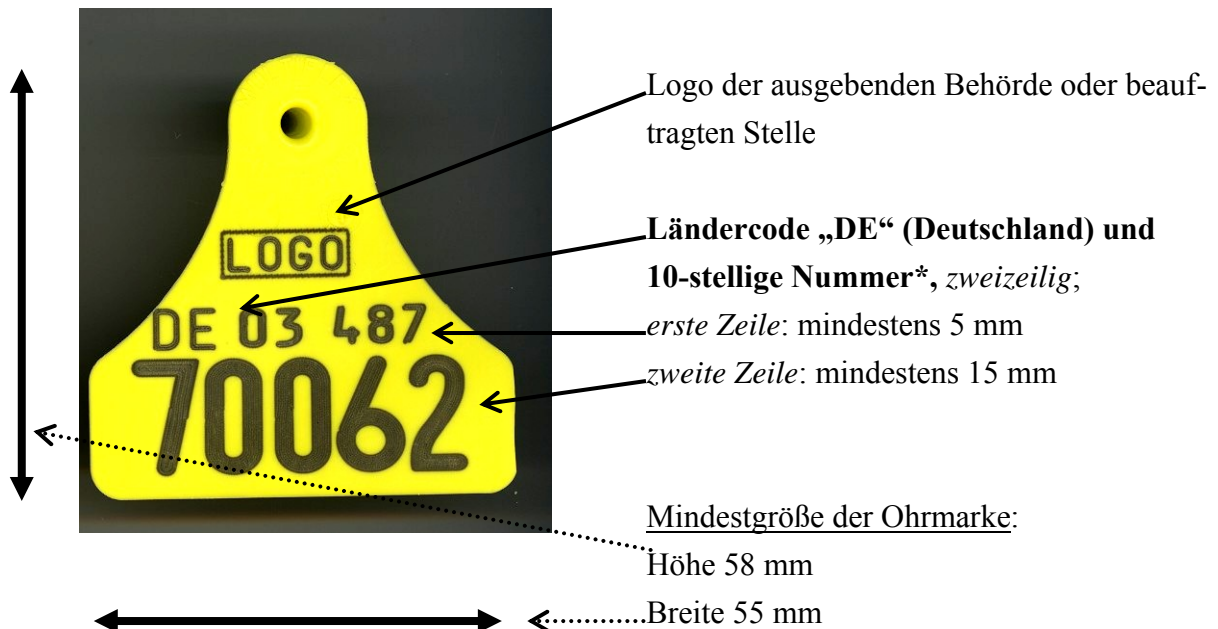 Logo der ausgebenden Behörde oder beauf-
tragten Stelle
LOGO
DE 03 487
70062
Ländercode „DE“ (Deutschland) und
10-stellige Nummer*, zweizeilig;
erste Zeile: mindestens 5 mm
zweite Zeile: mindestens 15 mm
Mindestgröße der Ohrmarke:
Höhe 58 mm
Breite 55 mm